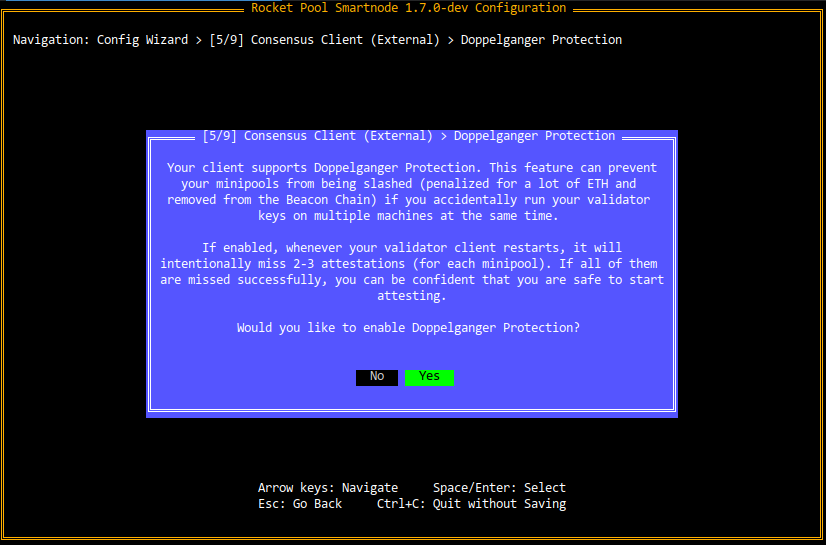 Rocket Pool Smartnode 1.7.0-dev Configuration
Navigation: Config Wizard > [5/9] Consensus Client (External) > Doppelganger Protection
[5/9] Consensus Client (External) > Doppelganger Protection
Your client supports Doppelganger Protection. This feature can prevent
your minipools from being slashed (penalized for a lot of ETH and
removed from the Beacon Chain) if you accidentally run your validator
keys on multiple machines at the same time.
If enabled, whenever your validator client restarts, it will
intentionally miss 2-3 attestations (for each minipool). If all of them
are missed successfully, you can be confident that you are safe to start
attesting.
Would you like to enable Doppelganger Protection?
No Yes
Arrow keys: Navigate Space/Enter: Select
Esc: Go Back Ctrl+C: Quit without Saving